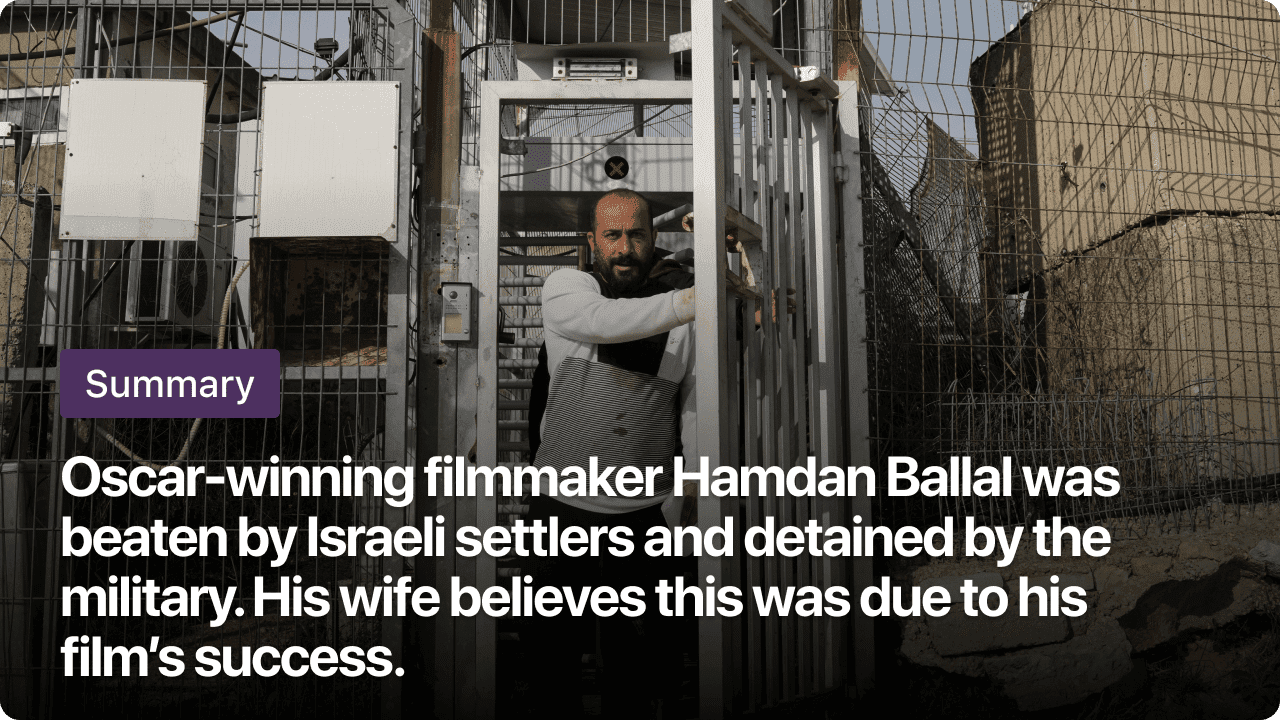 Summary
Oscar-winning filmmaker Hamdan Ballal was
beaten by Israeli settlers and detained by the
military. His wife believes this was due to his
film’s success.